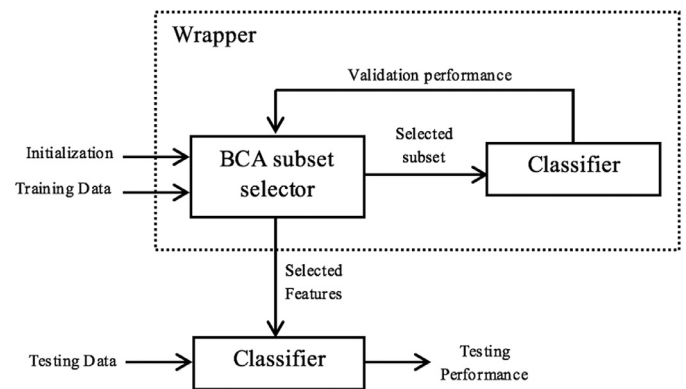 Wrapper
Validation performance
Initialization
Training Data
BCA subset
selector
Selected
subset
Classifier
Selected
Features
Testing Data
Classifier
Testing
Performance